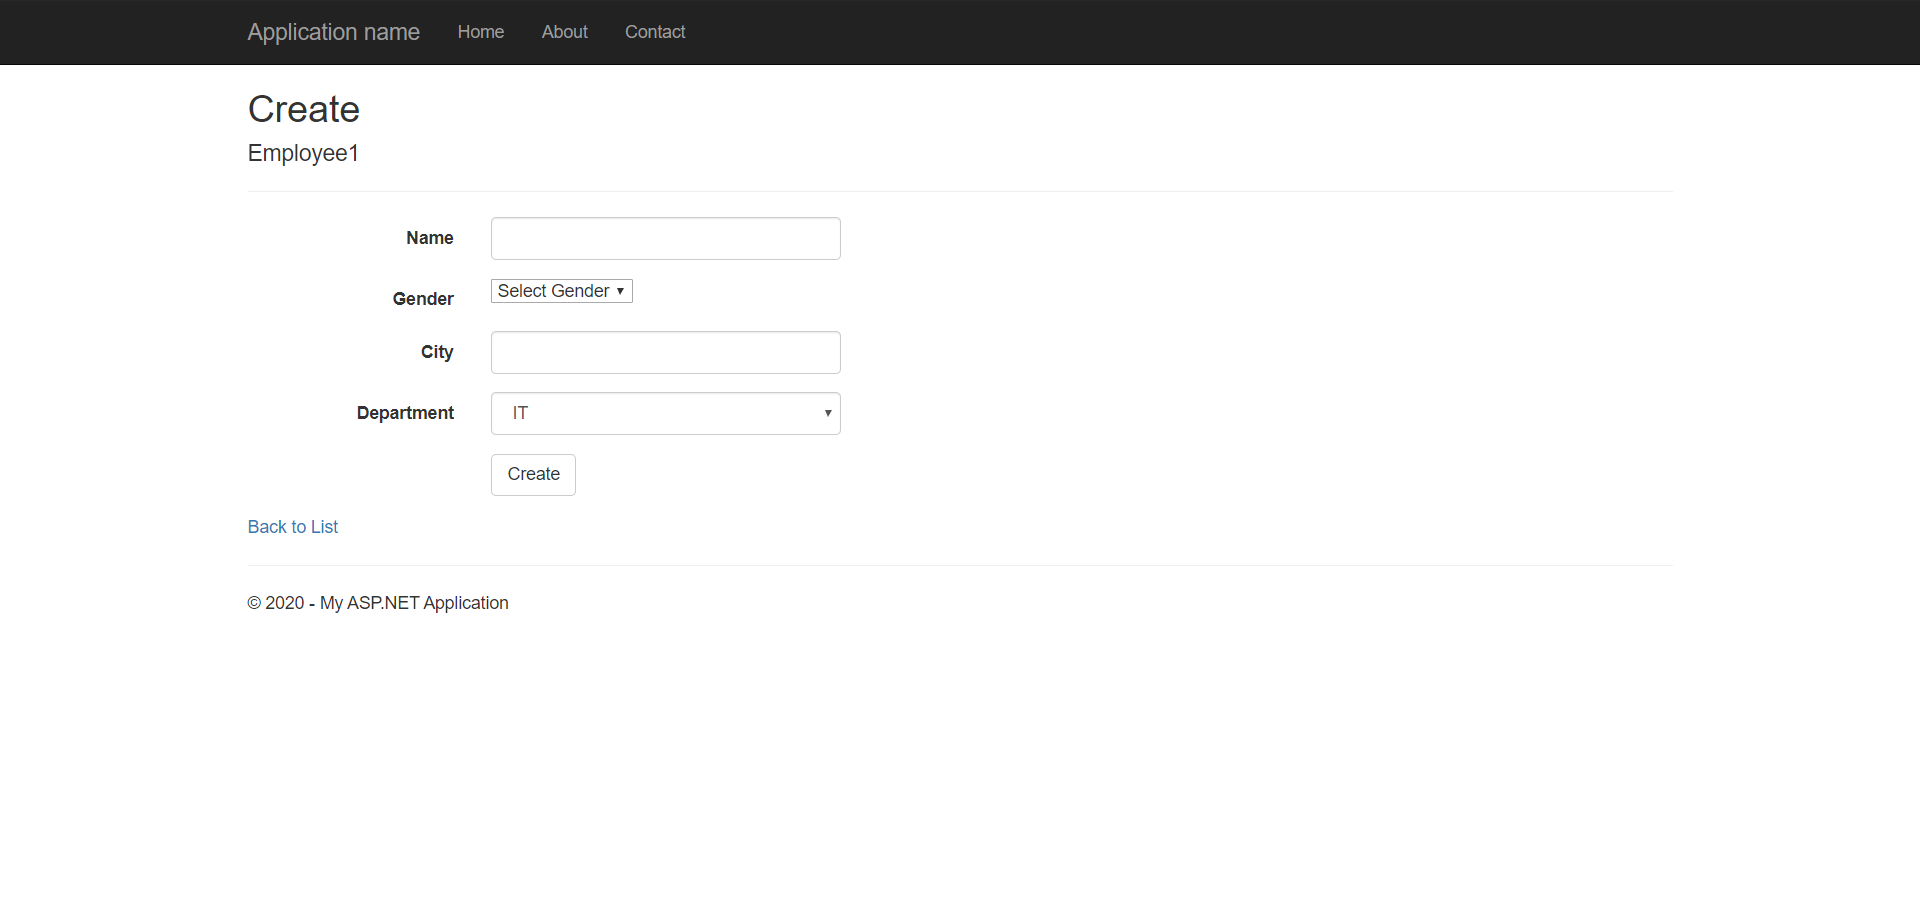 Application name Home About Contact
Create
Employee1
Name
Gender Select Gender
City
Department IT
Create
Back to List
© 2020 - My ASP.NET Application